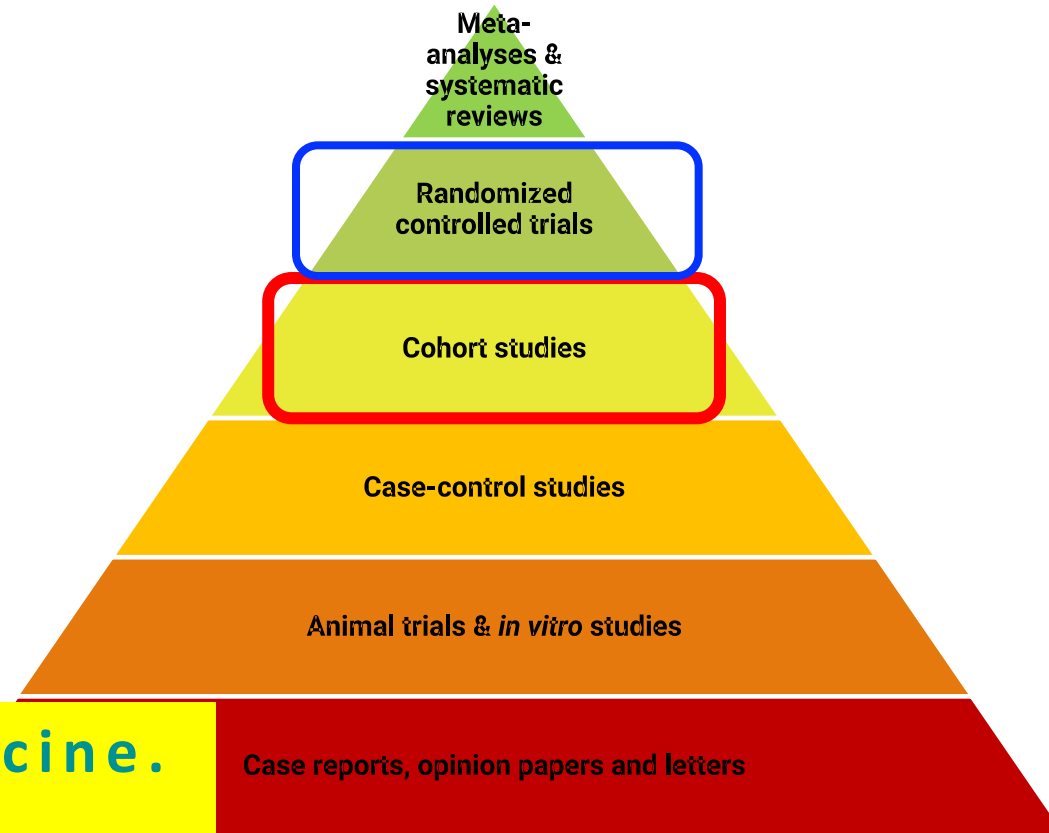 Meta-
analyses &
systematic
reviews
Randomized
controlled trials
Cohort studies
Case-control studies
Animal trials & in vitro studies
cine.
Case reports, opinion papers and letters